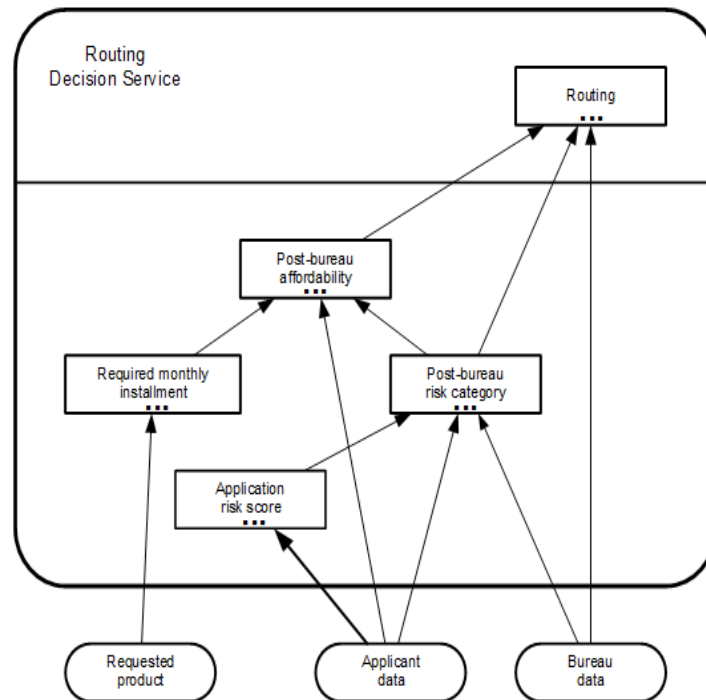 Routing
Decision Service
Routing
...
Post-bureau
affordability
...
Required monthly
installment
...
Post-bureau
risk category
...
Application
risk score
...
Requested
product
Applicant
data
Bureau
data